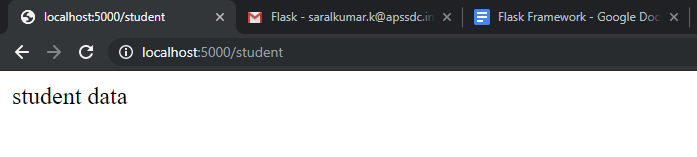 localhost:5000/student
Flask - saralkumar.k@apssdc.in
Flask Framework - Google Doc
localhost:5000/student
student data